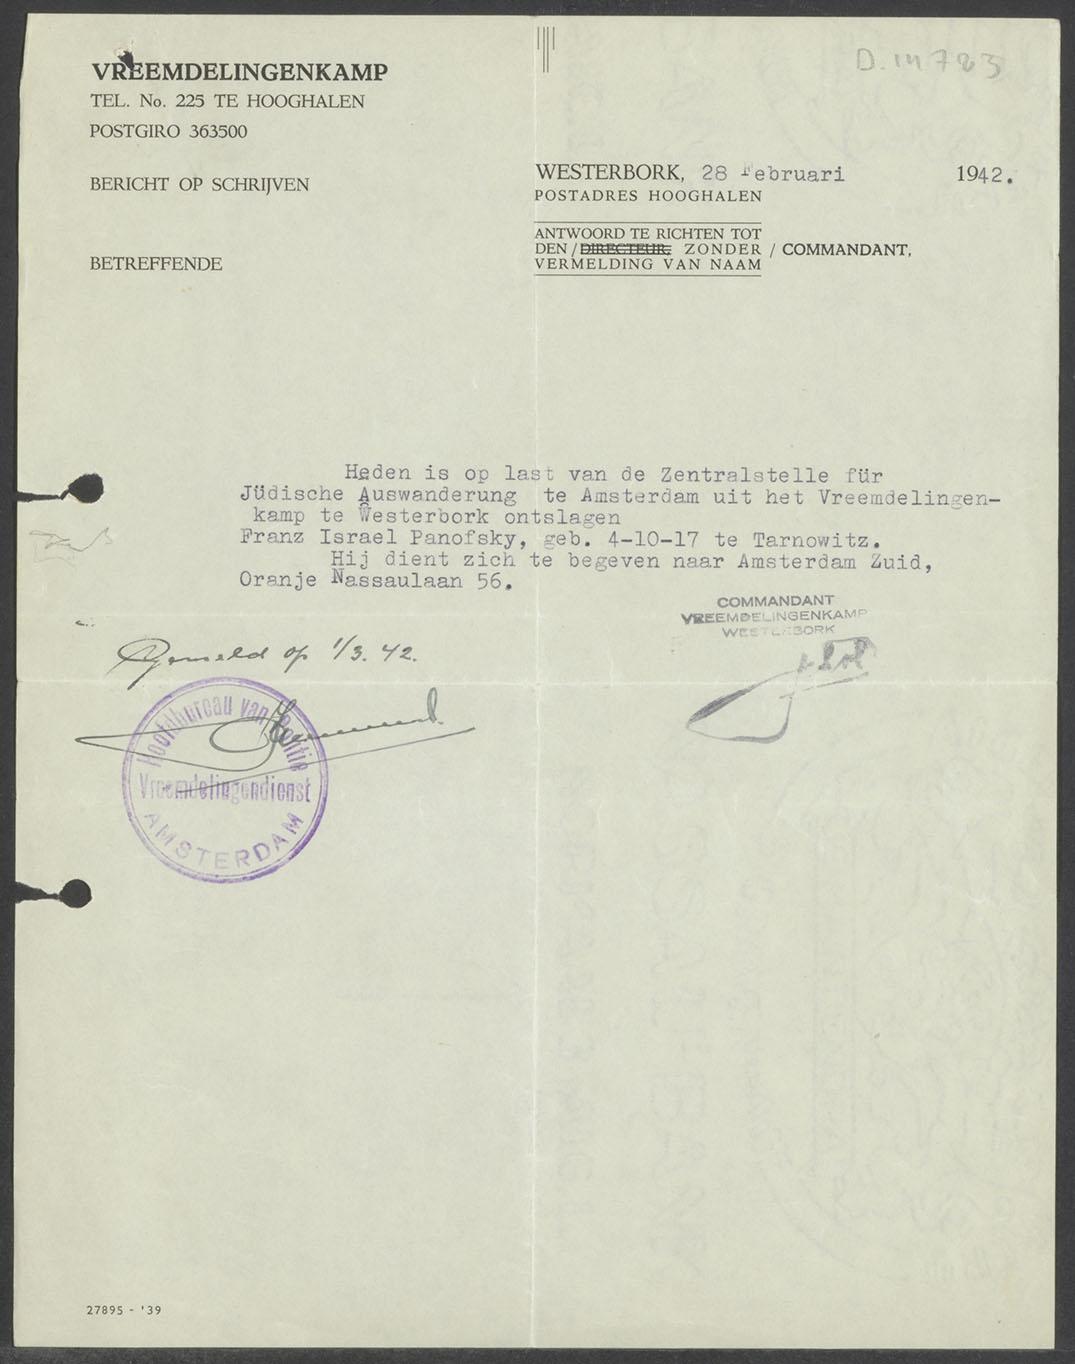 VREEMDELINGENKAMP
TEL. No. 225 TE HOOGHALEN
POSTGIRO 363500
BERICHT OP SCHRIJVEN
BETREFFENDE
D.14783
WESTERBORK, 28 Februari 1942.
POSTADRES HOOGHALEN
ANTWOORD TE RICHTEN TOT
DEN / DIRECTEUR, ZONDER / COMMANDANT,
VERMELDING VAN NAAM
Heden is op last van de Zentralstelle für
Jüdische Auswanderung te Amsterdam uit het Vreemdelingen-
kamp te Westerbork ontslagen
Franz Israel Panofsky, geb. 4-10-17 te Tarnowitz.
Hij dient zich te begeven naar Amsterdam Zuid,
Oranje Nassaulaan 56.
COMMANDANT
VREEMDELINGENKAMP
WESTERBORK
Gemeld op 1/3. 42.
Hoofdbureau van Politie
Vreemdelingendienst
AMSTERDAM
27895 - '39